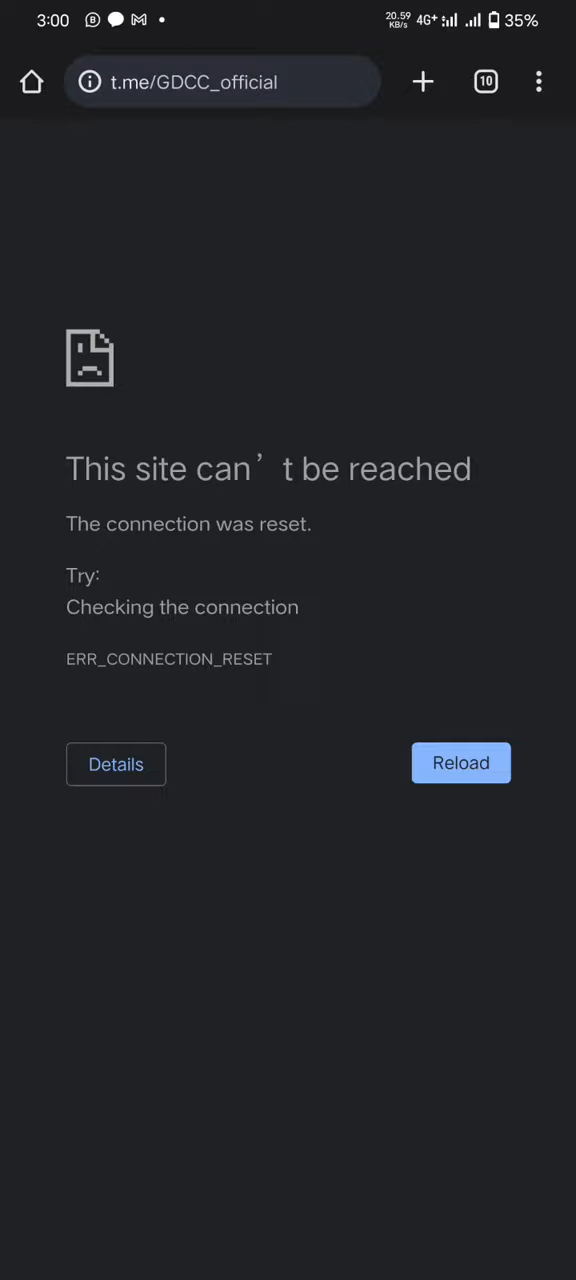 3:00
20.59
KB/s
4G+
35%
t.me/GDCC_official
10
This site can’t be reached
The connection was reset.
Try:
Checking the connection
ERR_CONNECTION_RESET
Details
Reload